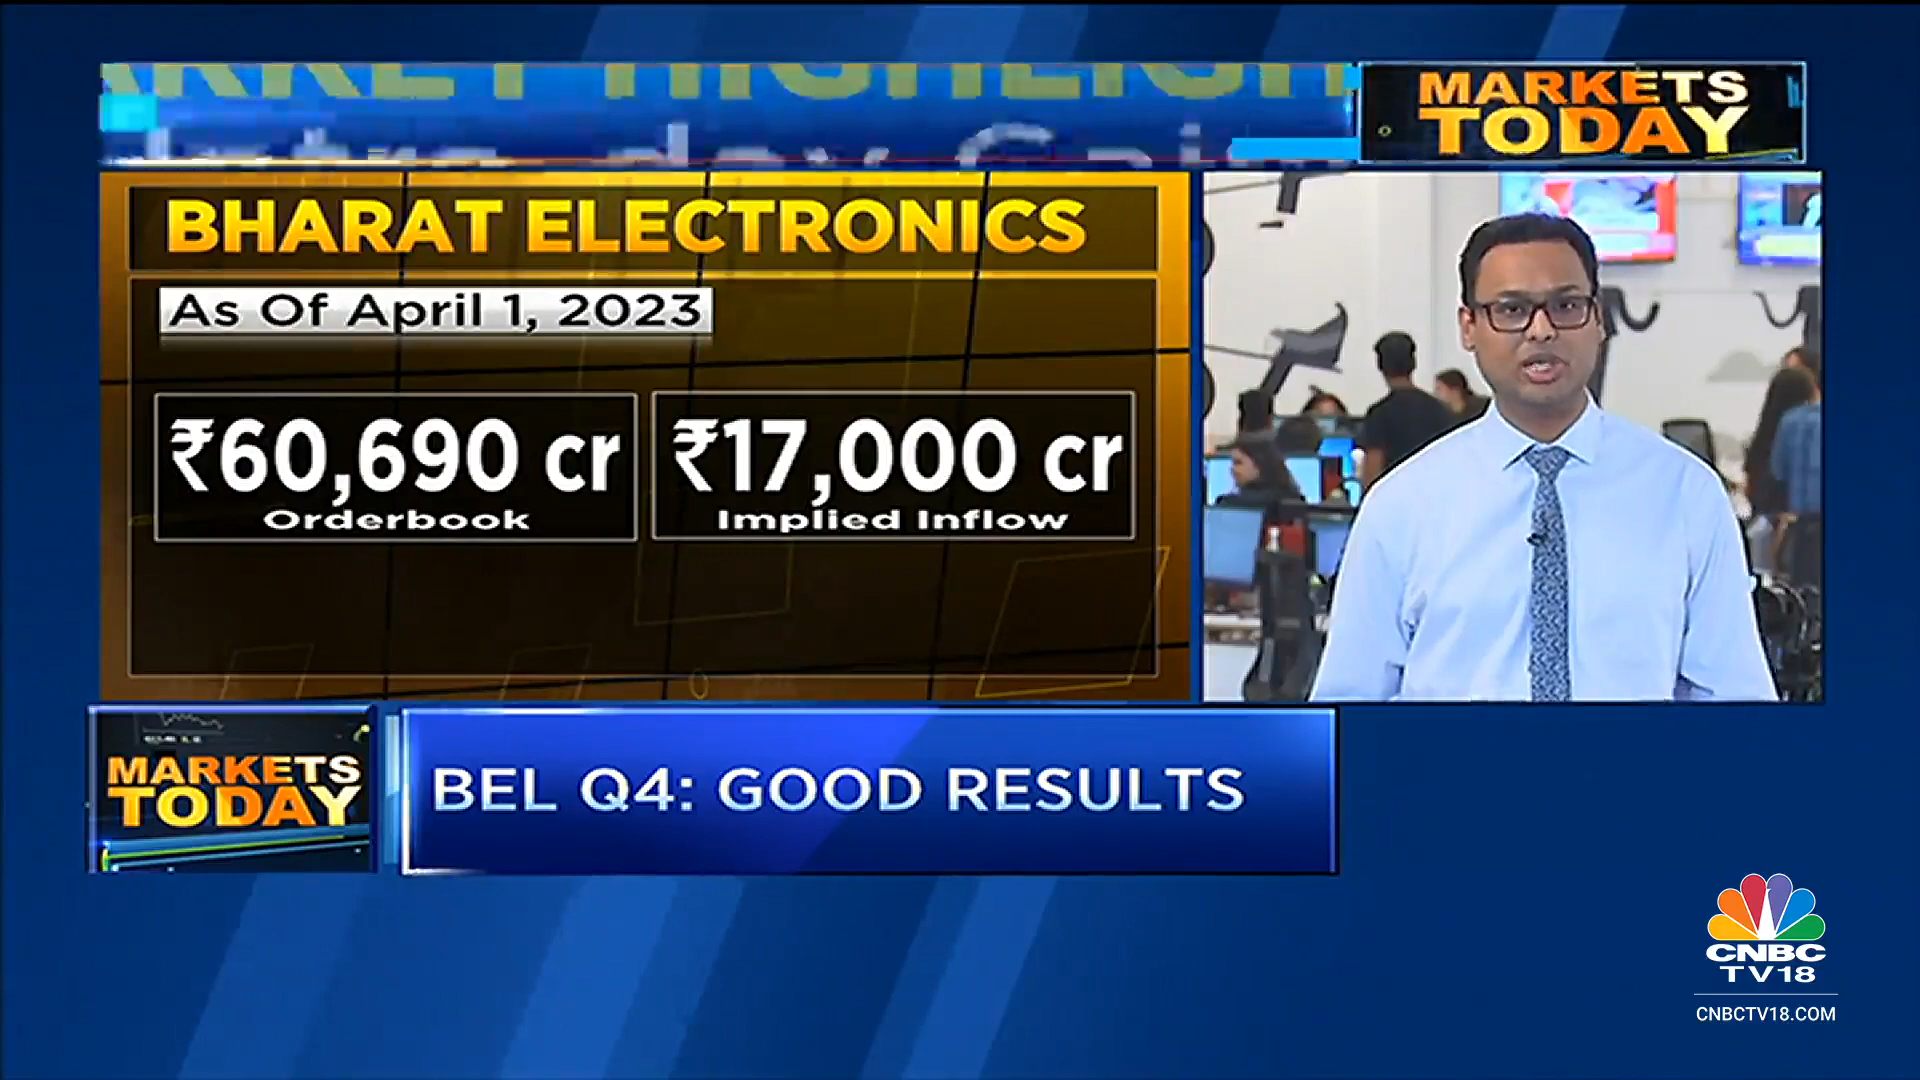 MARKETS
TODAY
BHARAT ELECTRONICS
As Of April 1, 2023
₹60,690 cr
Orderbook
₹17,000 cr
Implied Inflow
MARKETS
TODAY
BEL Q4: GOOD RESULTS
CNBC
TV18
CNBCTV18.COM